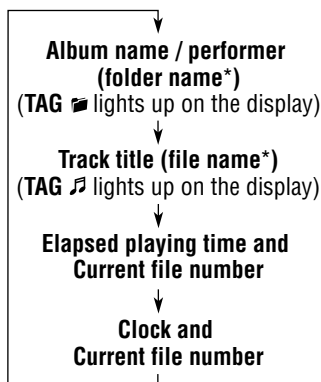 Album name / performer
(folder name*)
(TAG lights up on the display)
Track title (file name*)
(TAG lights up on the display)
Elapsed playing time and
Current file number
Clock and
Current file number